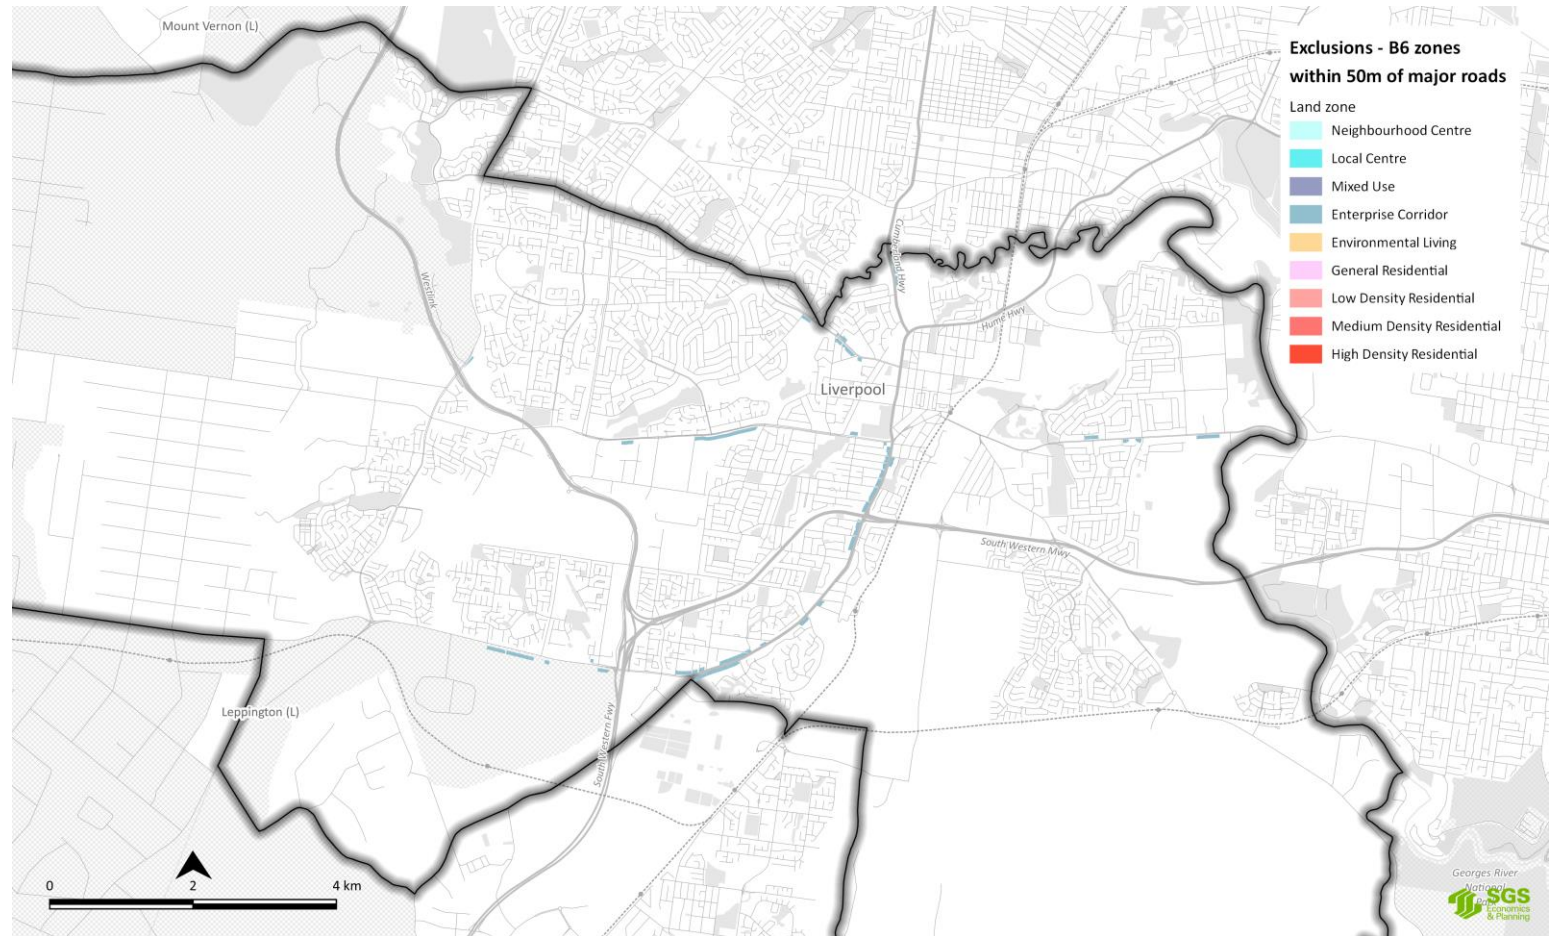 Mount Vernon (L)
Exclusions - B6 zones
within 50m of major roads
Land zone
Neighbourhood Centre
Local Centre
Mixed Use
Enterprise Corridor
Environmental Living
General Residential
Low Density Residential
Medium Density Residential
High Density Residential
Cumberland Hwy
Westlink
Hume Hwy
Liverpool
South Western Mwy
Leppington (L)
South Western Fwy
0 2 4 km
Georges River
National
Park
SGS
Economics
& Planning